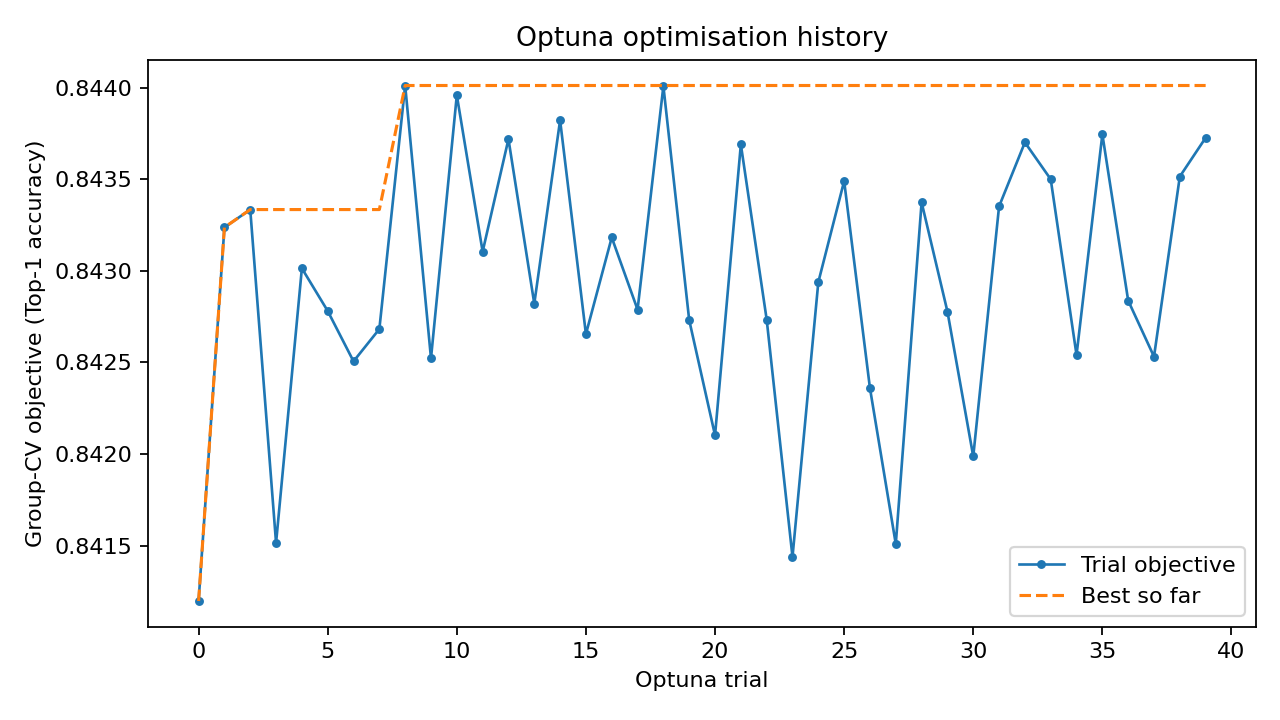 Optuna optimisation history
Group-CV objective (Top-1 accuracy)
0.8440
0.8435
0.8430
0.8425
0.8420
0.8415
0 5 10 15 20 25 30 35 40
Optuna trial
Trial objective
Best so far